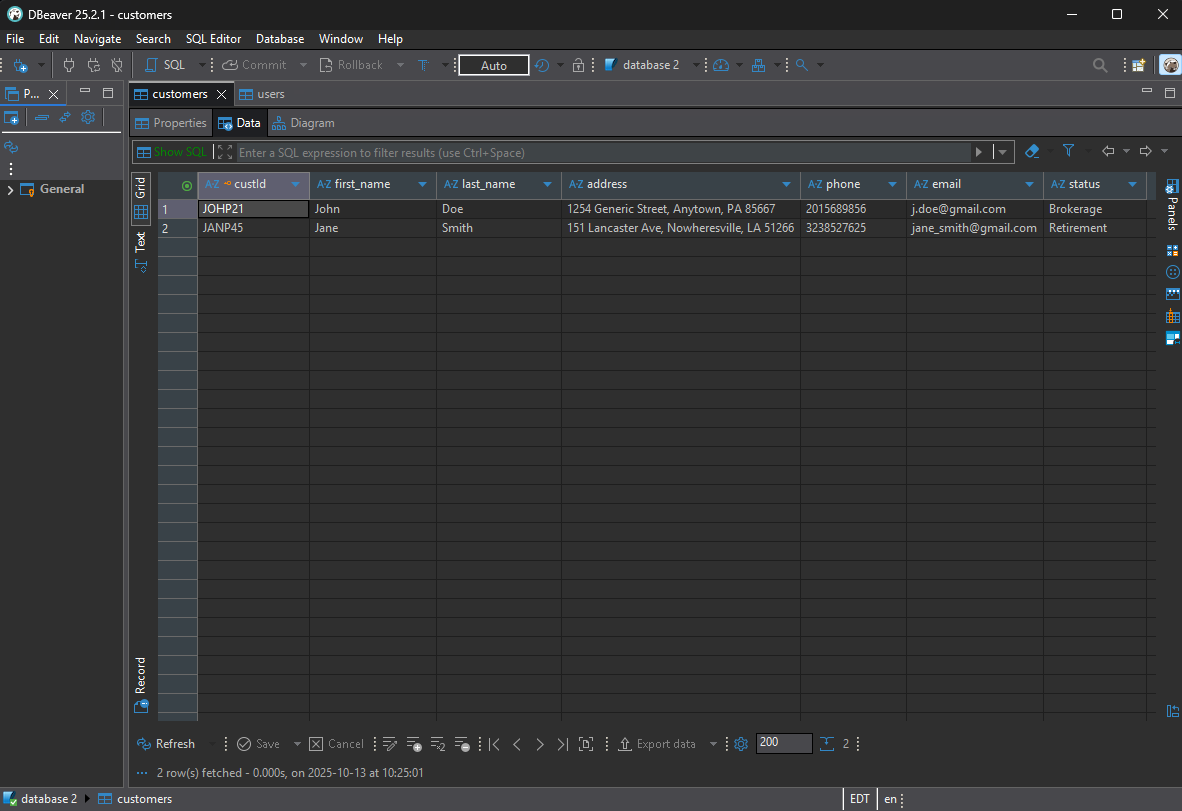 DBeaver 25.2.1 - customers
File Edit Navigate Search SQL Editor Database Window Help
SQL Commit Rollback T Auto database 2
P... customers users
Properties Data Diagram
Show SQL Enter a SQL expression to filter results (use Ctrl+Space)
General
Grid
Text
Record
Panels
A-Z custId A-Z first_name A-Z last_name A-Z address A-Z phone A-Z email A-Z status
1 JOHP21 John Doe 1254 Generic Street, Anytown, PA 85667 2015689856 j.doe@gmail.com Brokerage
2 JANP45 Jane Smith 151 Lancaster Ave, Nowheresville, LA 51266 3238527625 jane_smith@gmail.com Retirement
Refresh Save Cancel Export data 200 2
... 2 row(s) fetched - 0.000s, on 2025-10-13 at 10:25:01
database 2 customers EDT en